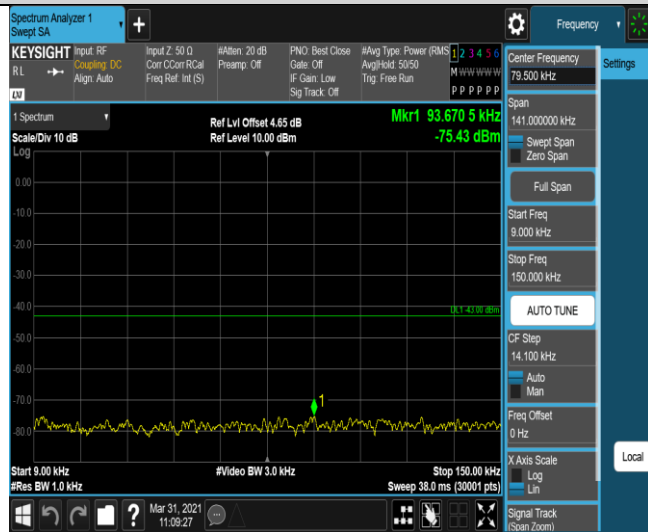 Spectrum Analyzer 1
Swept SA
Frequency
KEYSIGHT
RL
Input: RF
Coupling: DC
Align: Auto
Input Z: 50 Ω
Corr CCorr RCal
Freq Ref: Int (S)
#Atten: 20 dB
Preamp: Off
PNO: Best Close
Gate: Off
IF Gain: Low
Sig Track: Off
#Avg Type: Power (RMS
Avg|Hold: 50/50
Trig: Free Run
1 2 3 4 5 6
M W W W W W
P P P P P P
LXI
1 Spectrum
Scale/Div 10 dB
Log
Ref Lvl Offset 4.65 dB
Ref Level 10.00 dBm
Mkr1 93.670 5 kHz
-75.43 dBm
0.00
-10.0
-20.0
-30.0
-40.0
-50.0
-60.0
-70.0
-80.0
DL1 -43.00 dBm
1
Start 9.00 kHz
#Video BW 3.0 kHz
Stop 150.00 kHz
#Res BW 1.0 kHz
Sweep 38.0 ms (30001 pts)
Mar 31, 2021
11:09:27
?
Center Frequency
79.500 kHz
Settings
Span
141.000000 kHz
Swept Span
Zero Span
Full Span
Start Freq
9.000 kHz
Stop Freq
150.000 kHz
AUTO TUNE
CF Step
14.100 kHz
Auto
Man
Freq Offset
0 Hz
X Axis Scale
Log
Lin
Local
Signal Track
(Span Zoom)